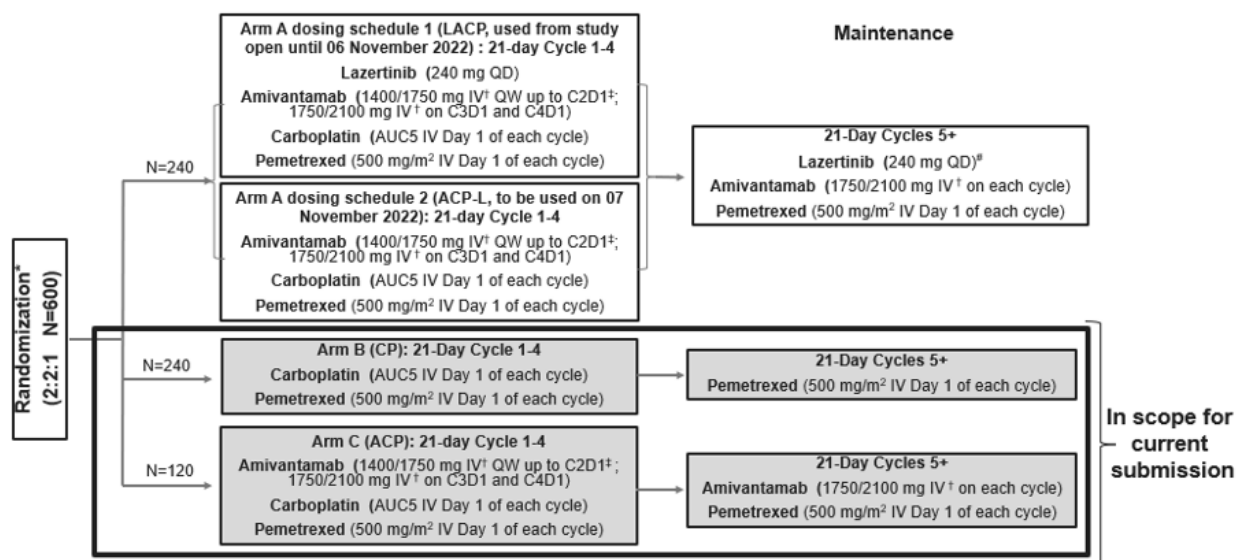 Arm A dosing schedule 1 (LACP, used from study
open until 06 November 2022) : 21-day Cycle 1-4
Lazertinib (240 mg QD)
Amivantamab (1400/1750 mg IV† QW up to C2D1‡;
1750/2100 mg IV† on C3D1 and C4D1)
Carboplatin (AUC5 IV Day 1 of each cycle)
Pemetrexed (500 mg/m² IV Day 1 of each cycle)
Maintenance
21-Day Cycles 5+
Lazertinib (240 mg QD)#
Amivantamab (1750/2100 mg IV† on each cycle)
Pemetrexed (500 mg/m² IV Day 1 of each cycle)
N=240
Arm A dosing schedule 2 (ACP-L, to be used on 07
November 2022): 21-day Cycle 1-4
Amivantamab (1400/1750 mg IV† QW up to C2D1‡;
1750/2100 mg IV† on C3D1 and C4D1)
Carboplatin (AUC5 IV Day 1 of each cycle)
Pemetrexed (500 mg/m² IV Day 1 of each cycle)
Randomization*
(2:2:1 N=600)
N=240
Arm B (CP): 21-Day Cycle 1-4
Carboplatin (AUC5 IV Day 1 of each cycle)
Pemetrexed (500 mg/m² IV Day 1 of each cycle)
21-Day Cycles 5+
Pemetrexed (500 mg/m² IV Day 1 of each cycle)
N=120
Arm C (ACP): 21-day Cycle 1-4
Amivantamab (1400/1750 mg IV† QW up to C2D1‡;
1750/2100 mg IV† on C3D1 and C4D1)
Carboplatin (AUC5 IV Day 1 of each cycle)
Pemetrexed (500 mg/m² IV Day 1 of each cycle)
21-Day Cycles 5+
Amivantamab (1750/2100 mg IV† on each cycle)
Pemetrexed (500 mg/m² IV Day 1 of each cycle)
In scope for
current
submission